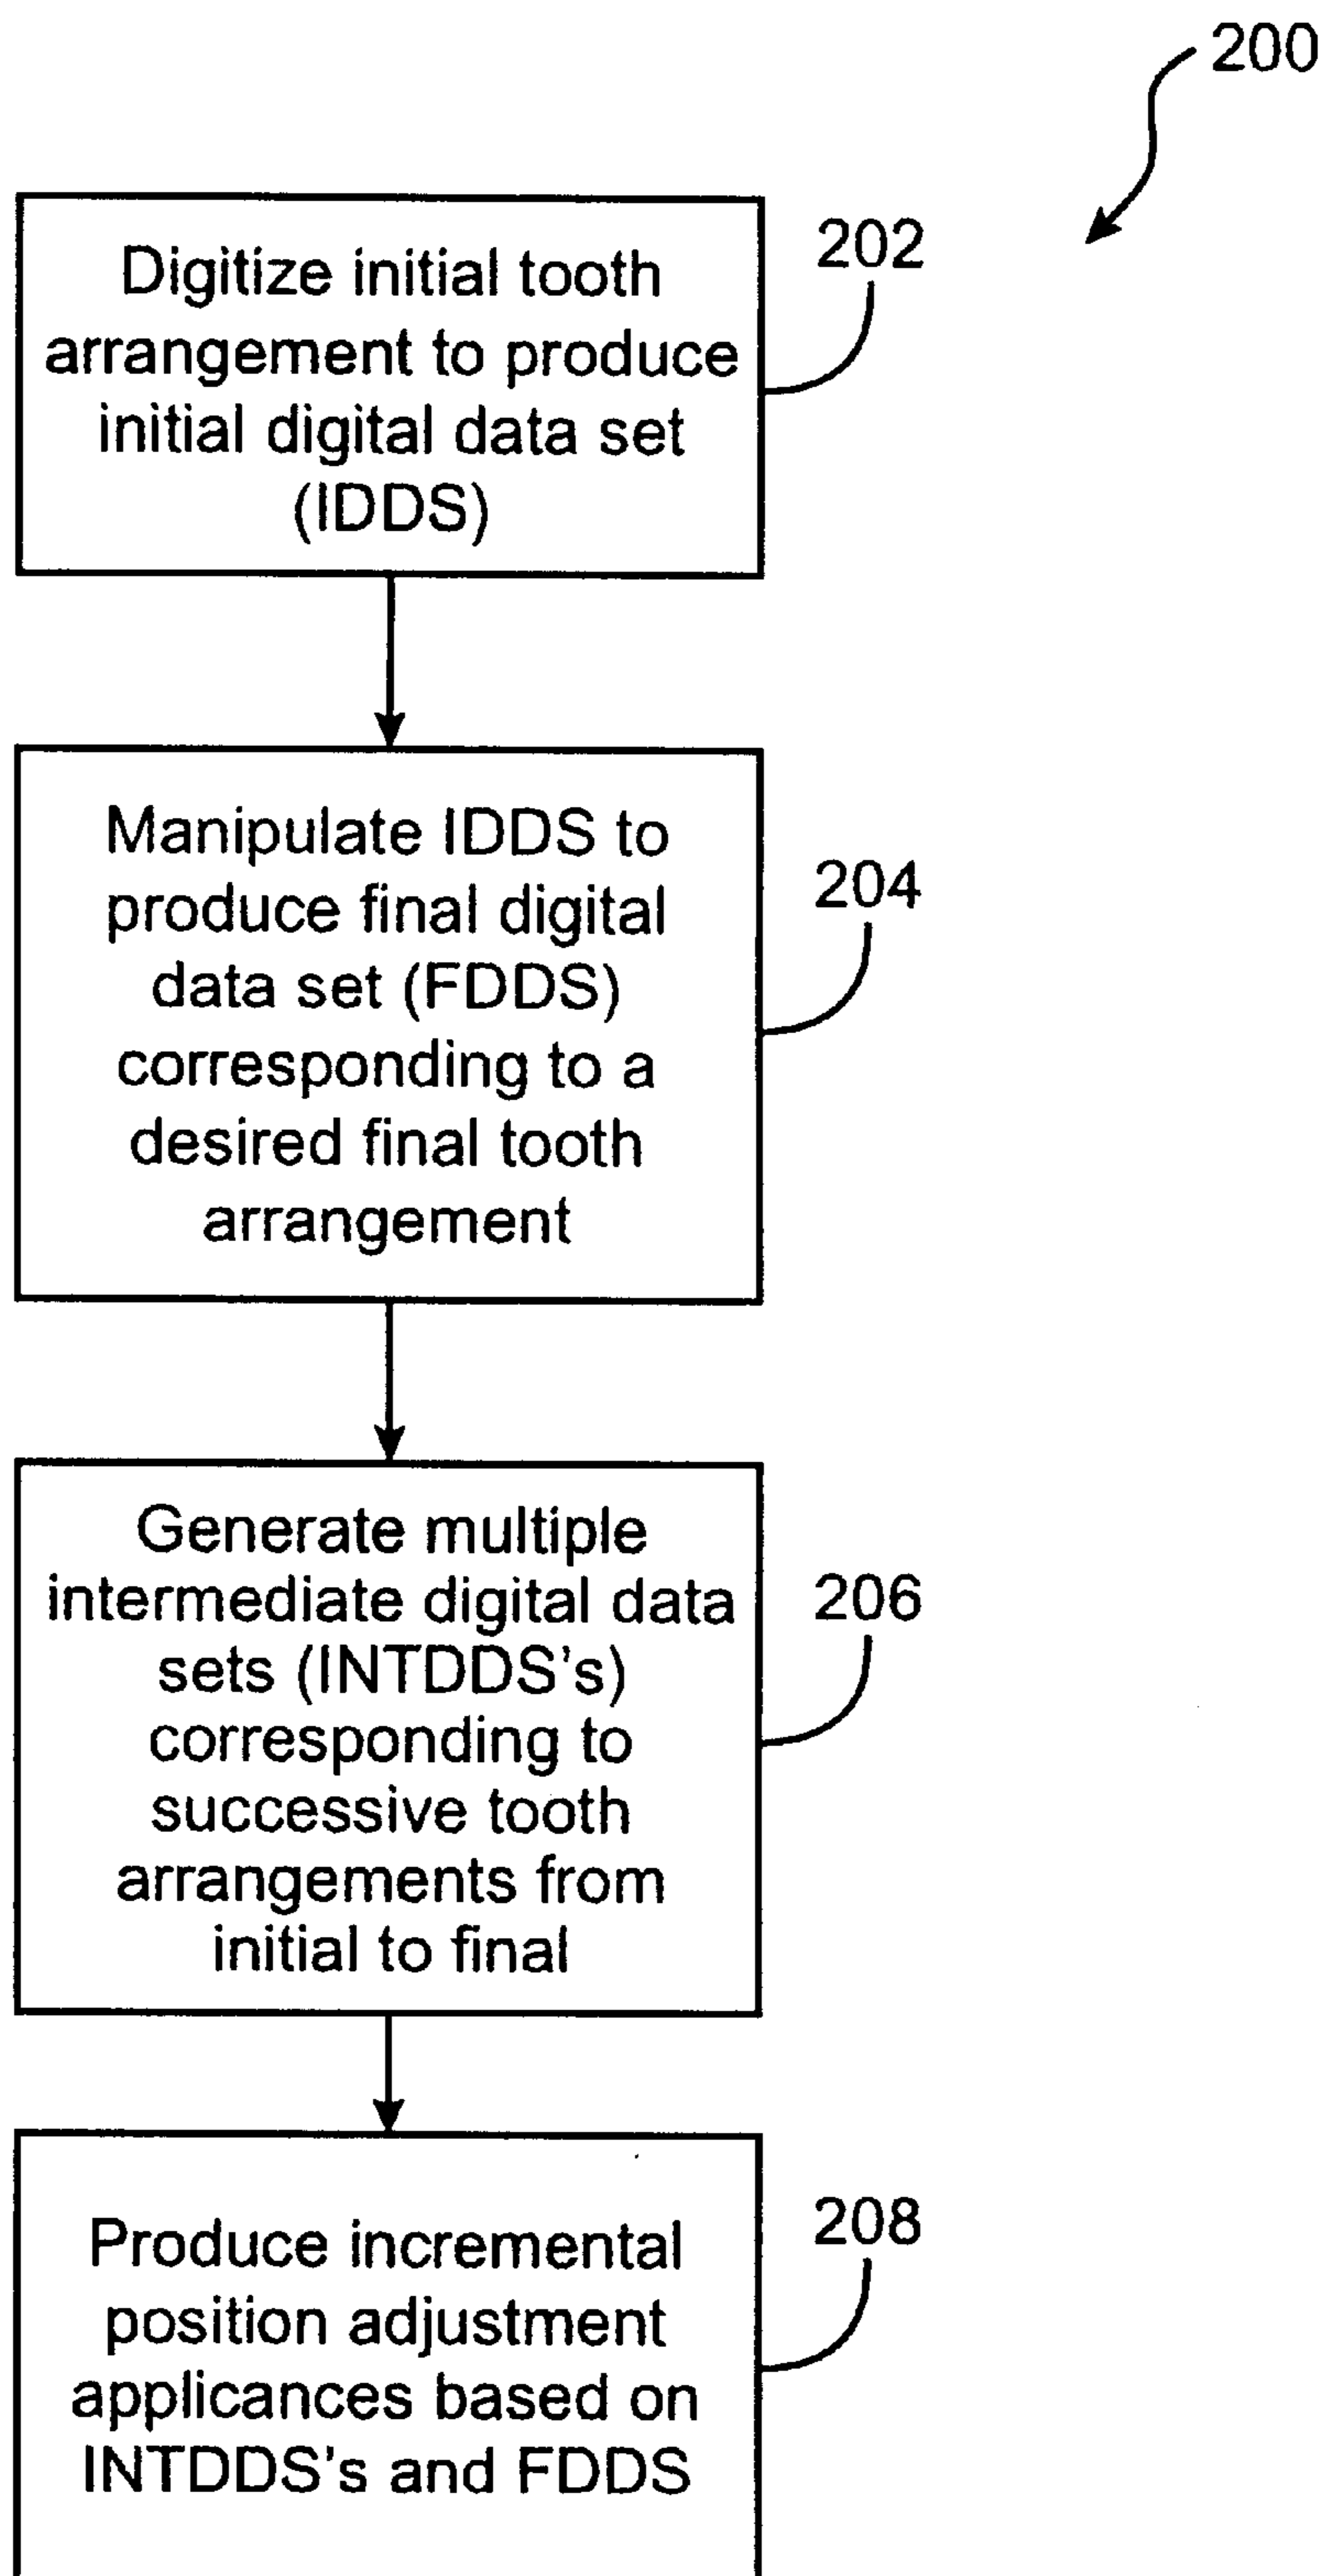 200
Digitize initial tooth
arrangement to produce
initial digital data set
(IDDS)
202
Manipulate IDDS to
produce final digital
data set (FDDS)
corresponding to a
desired final tooth
arrangement
204
Generate multiple
intermediate digital data
sets (INTDDS's)
corresponding to
successive tooth
arrangements from
initial to final
206
Produce incremental
position adjustment
applicances based on
INTDDS's and FDDS
208